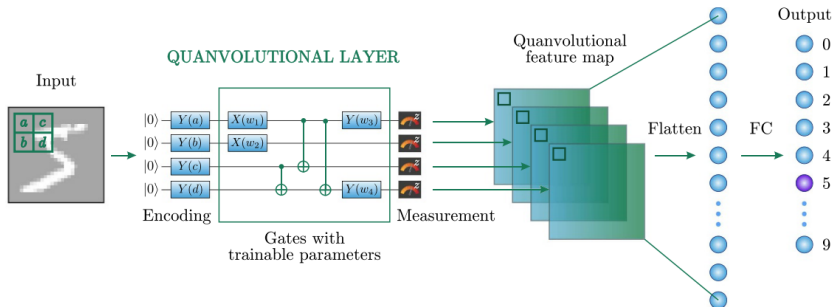 Input
a c
b d
QUANVOLUTIONAL LAYER
|0⟩ Y(a) X(w₁) Y(w₃) z
|0⟩ Y(b) X(w₂) z
|0⟩ Y(c) z
|0⟩ Y(d) Y(w₄) z
Encoding
Gates with
trainable parameters
Measurement
Quanvolutional
feature map
Flatten
FC
Output
0
1
2
3
4
5
9